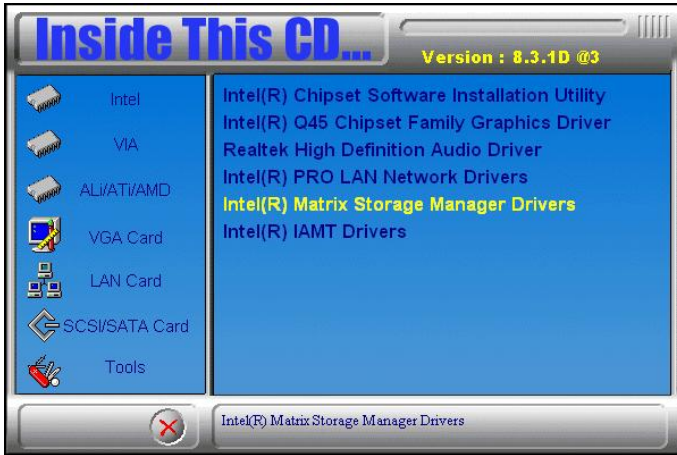 Inside This CD...
Version : 8.3.1D @3
Intel
VIA
ALi/ATi/AMD
VGA Card
LAN Card
SCSI/SATA Card
Tools
Intel(R) Chipset Software Installation Utility
Intel(R) Q45 Chipset Family Graphics Driver
Realtek High Definition Audio Driver
Intel(R) PRO LAN Network Drivers
Intel(R) Matrix Storage Manager Drivers
Intel(R) IAMT Drivers
Intel(R) Matrix Storage Manager Drivers